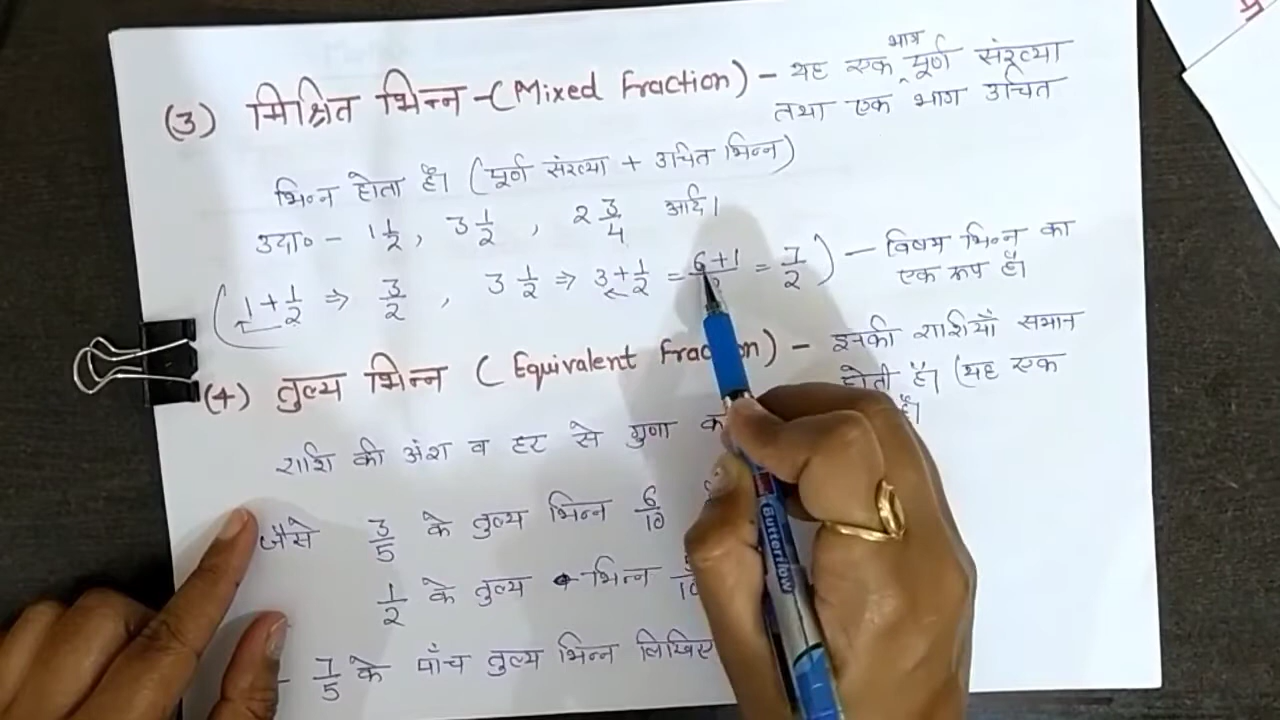 (3) मिश्रित भिन्न - (Mixed Fraction) - यह एक भाग पूर्ण संख्या
तथा एक भाग उचित
भिन्न होता है। (पूर्ण संख्या + उचित भिन्न)
उदा० - 1 1/2, 3 1/2, 2 3/4 आदि।
(1 + 1/2 ⇒ 3/2, 3 1/2 ⇒ 3 + 1/2 = 6+1/2 = 7/2) - विषम भिन्न का
एक रूप है।
(4) तुल्य भिन्न (Equivalent Fraction) - इनकी राशियाँ समान
होती है। (यह एक
राशि की अंश व हर से गुणा है।
जैसे 3/5 के तुल्य भिन्न 6/10
1/2 के तुल्य भिन्न
- 7/5 के पाँच तुल्य भिन्न लिखिए
Butterflow